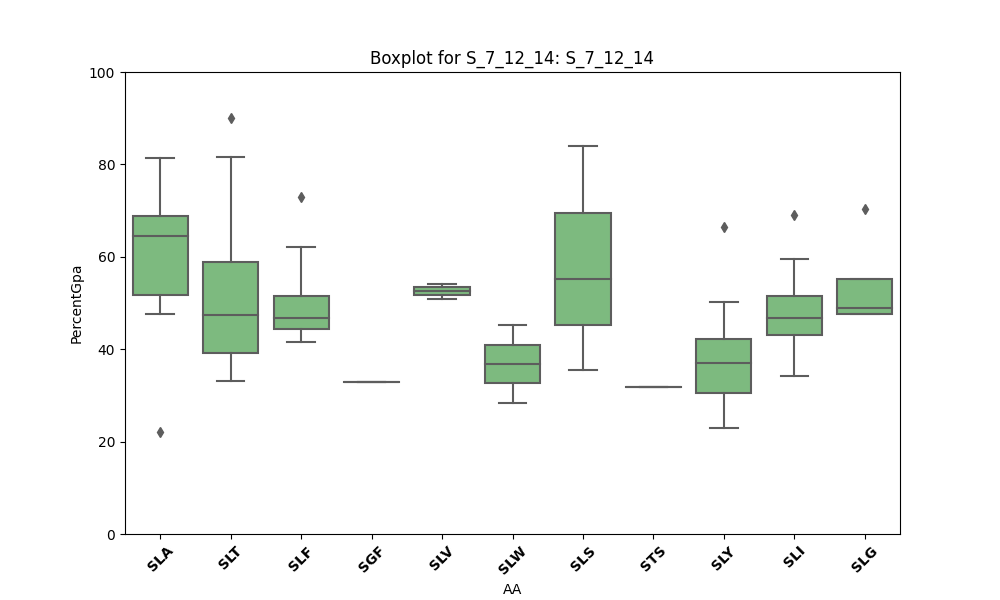 Boxplot for S_7_12_14: S_7_12_14
100
80
60
40
20
0
PercentGpa
SLA SLT SLF SGF SLV SLW SLS STS SLY SLI SLG
AA